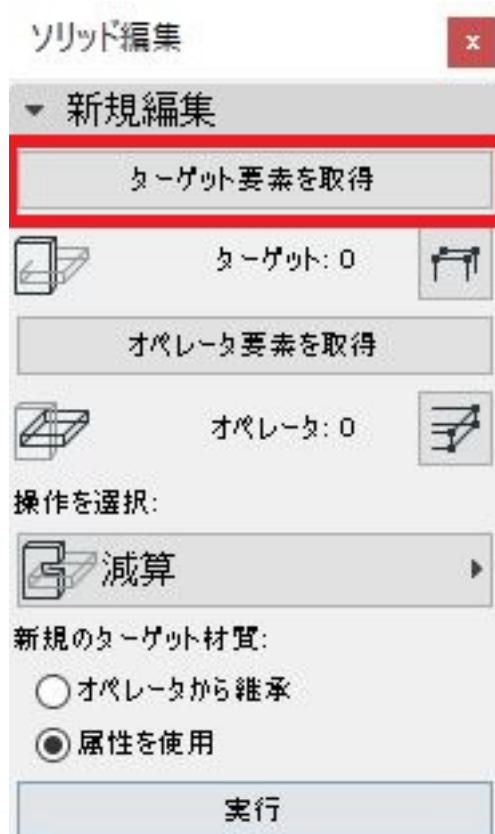 ソリッド編集
x
新規編集
ターゲット要素を取得
ターゲット: 0
オペレータ要素を取得
オペレータ: 0
操作を選択:
減算
新規のターゲット材質:
オペレータから継承
属性を使用
実行